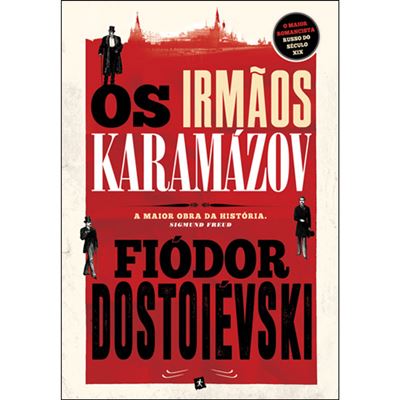 O MAIOR
ROMANCISTA
RUSSO DO
SÉCULO
XIX
OS IRMÃOS
KARAMÁZOV
A MAIOR OBRA DA HISTÓRIA.
SIGMUND FREUD
FIÓDOR
DOSTOIÉVSKI